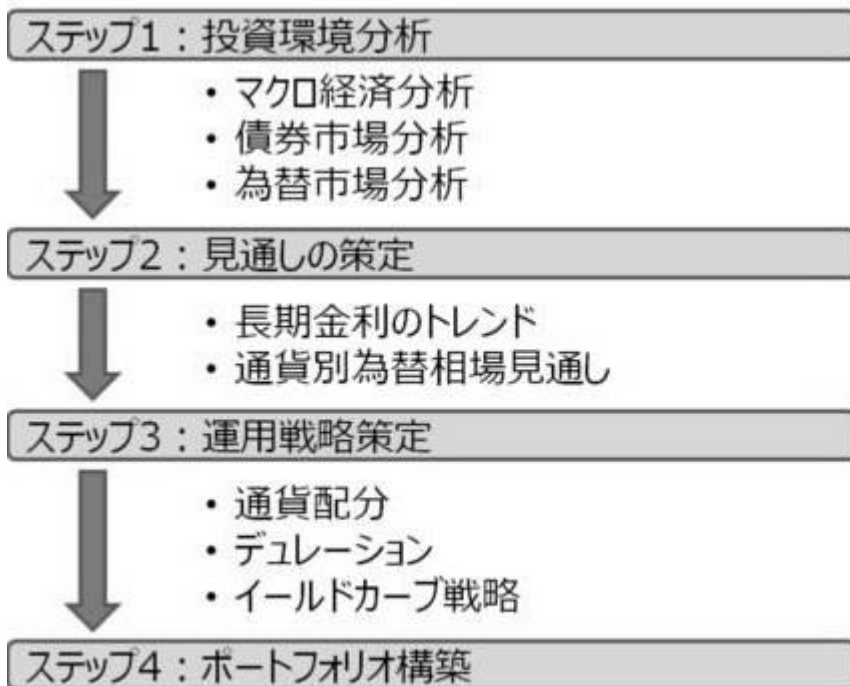 ステップ1：投資環境分析
・マクロ経済分析
・債券市場分析
・為替市場分析
ステップ2：見通しの策定
・長期金利のトレンド
・通貨別為替相場見通し
ステップ3：運用戦略策定
・通貨配分
・デュレーション
・イールドカーブ戦略
ステップ4：ポートフォリオ構築